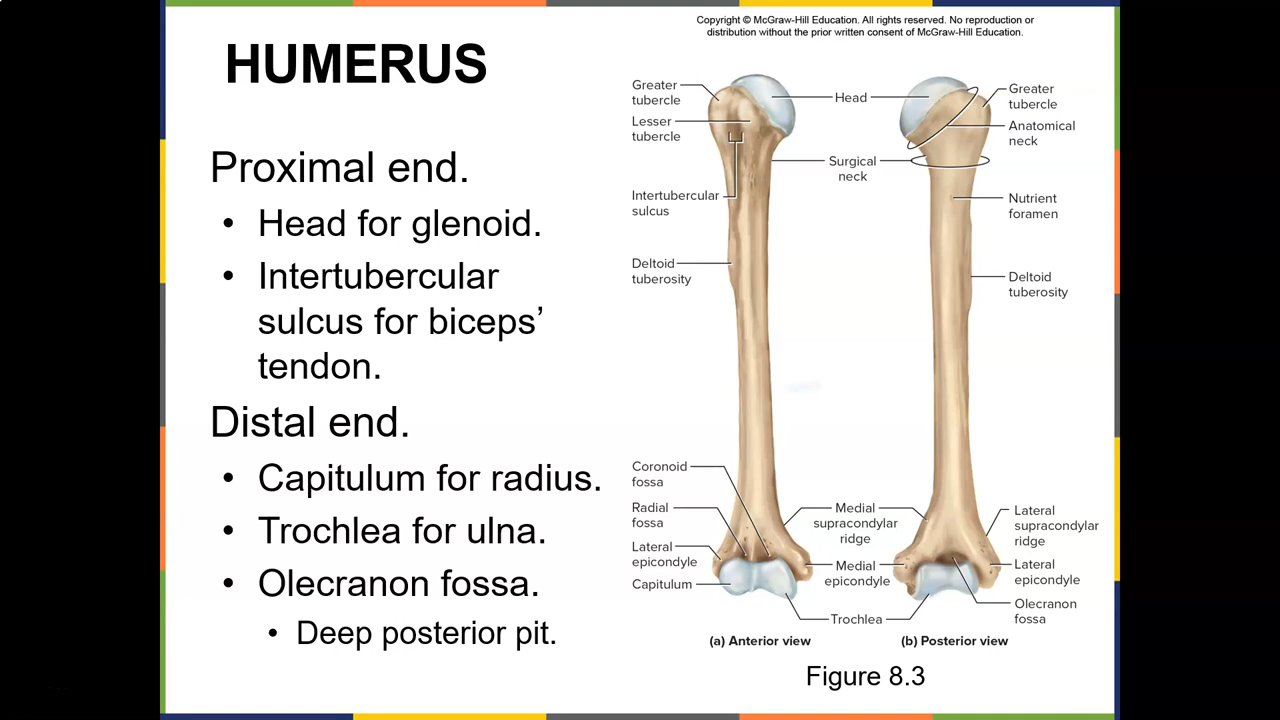 Copyright © McGraw-Hill Education. All rights reserved. No reproduction or
distribution without the prior written consent of McGraw-Hill Education.
HUMERUS
Proximal end.
• Head for glenoid.
• Intertubercular
sulcus for biceps’
tendon.
Distal end.
• Capitulum for radius.
• Trochlea for ulna.
• Olecranon fossa.
• Deep posterior pit.
Greater
tubercle
Lesser
tubercle
Intertubercular
sulcus
Deltoid
tuberosity
Coronoid
fossa
Radial
fossa
Lateral
epicondyle
Capitulum
Head
Surgical
neck
Medial
supracondylar
ridge
Medial
epicondyle
Trochlea
Greater
tubercle
Anatomical
neck
Nutrient
foramen
Deltoid
tuberosity
Lateral
supracondylar
ridge
Lateral
epicondyle
Olecranon
fossa
(a) Anterior view
(b) Posterior view
Figure 8.3